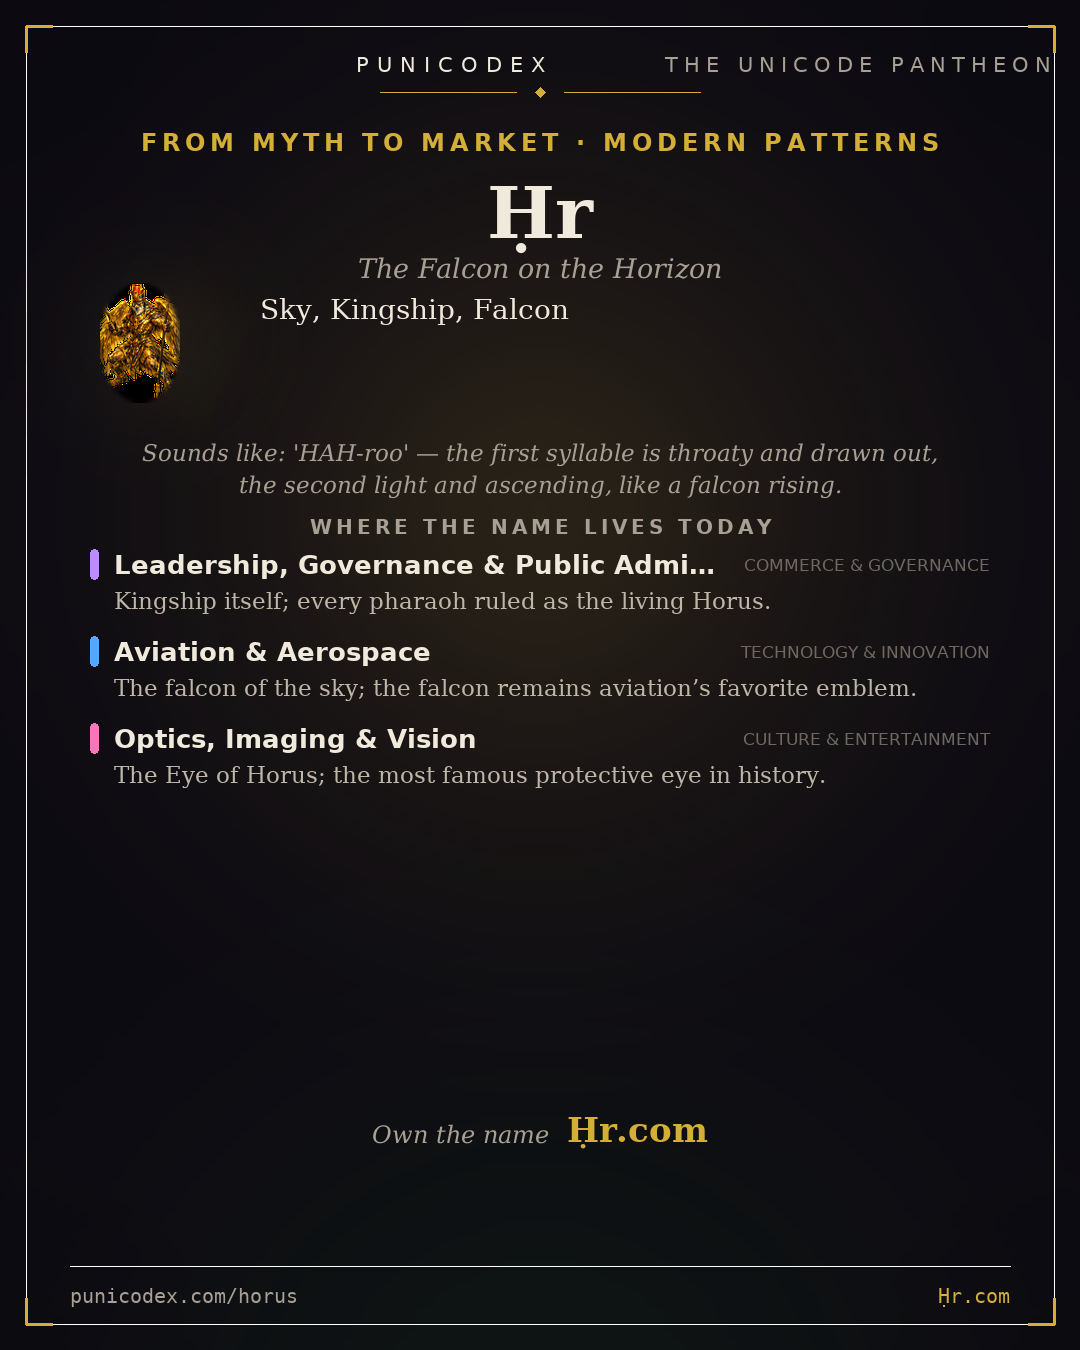 PUNICODEX THE UNICODE PANTHEON
FROM MYTH TO MARKET · MODERN PATTERNS
Ḥr
The Falcon on the Horizon
Sky, Kingship, Falcon
Sounds like: 'HAH-roo' — the first syllable is throaty and drawn out,
the second light and ascending, like a falcon rising.
WHERE THE NAME LIVES TODAY
Leadership, Governance & Public Admi… COMMERCE & GOVERNANCE
Kingship itself; every pharaoh ruled as the living Horus.
Aviation & Aerospace TECHNOLOGY & INNOVATION
The falcon of the sky; the falcon remains aviation’s favorite emblem.
Optics, Imaging & Vision CULTURE & ENTERTAINMENT
The Eye of Horus; the most famous protective eye in history.
Own the name Ḥr.com
punicodex.com/horus Ḥr.com